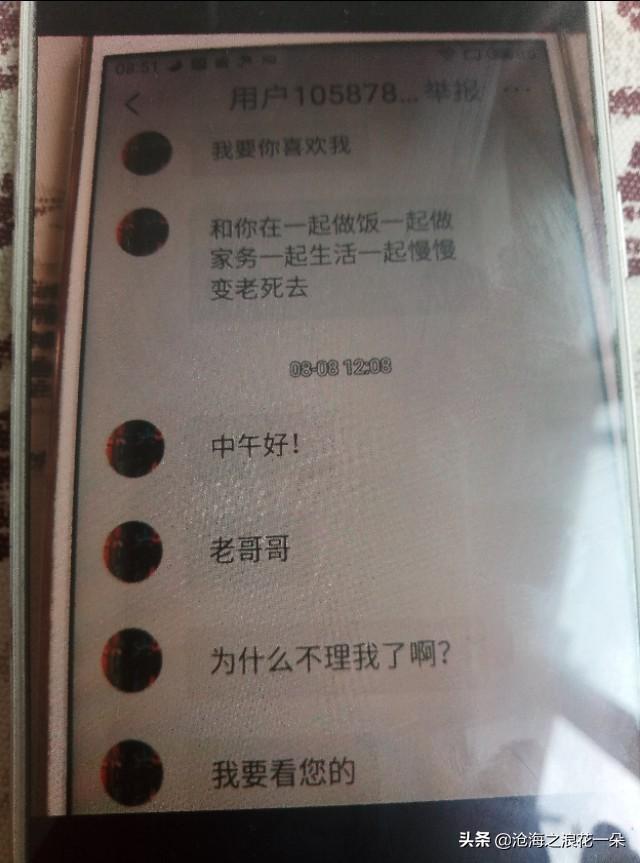 08:51
用户105878... 举报 ...
我要你喜欢我
和你在一起做饭一起做
家务一起生活一起慢慢
变老死去
08-08 12:08
中午好！
老哥哥
为什么不理我了啊？
我要看您的
头条 @沧海之浪花一朵